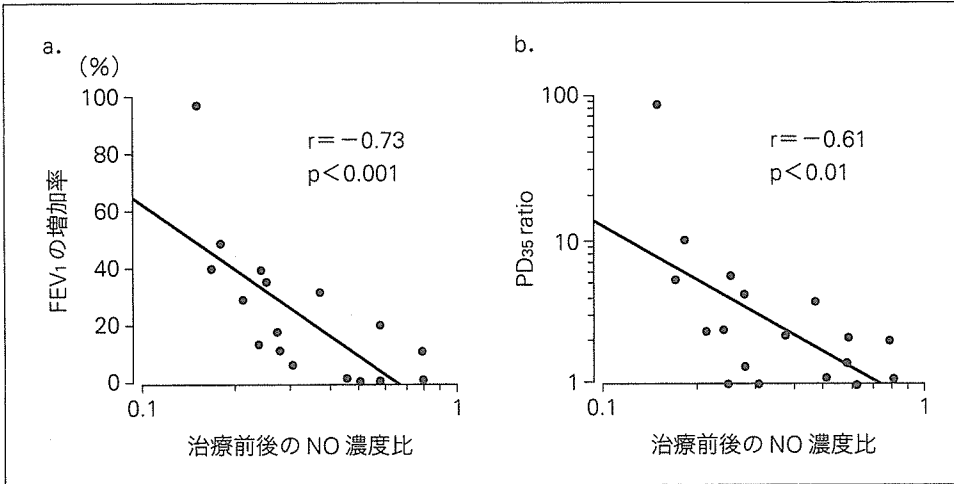 a.
(%)
100
80
60
40
20
0
FEV₁の増加率
r=−0.73
p<0.001
0.1
1
治療前後のNO濃度比
b.
100
10
1
PD₃₅ ratio
r=−0.61
p<0.01
0.1
1
治療前後のNO濃度比